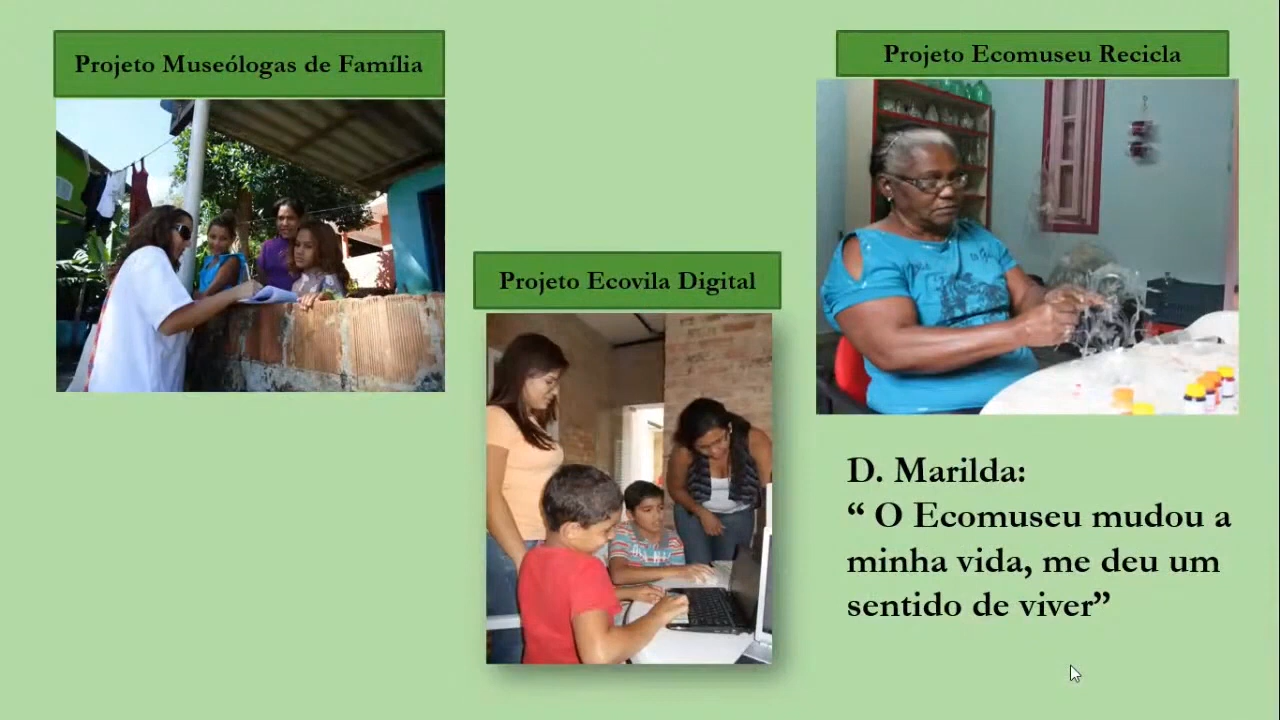 Projeto Museólogas de Família
Projeto Ecovila Digital
Projeto Ecomuseu Recicla
D. Marilda:
“ O Ecomuseu mudou a
minha vida, me deu um
sentido de viver”